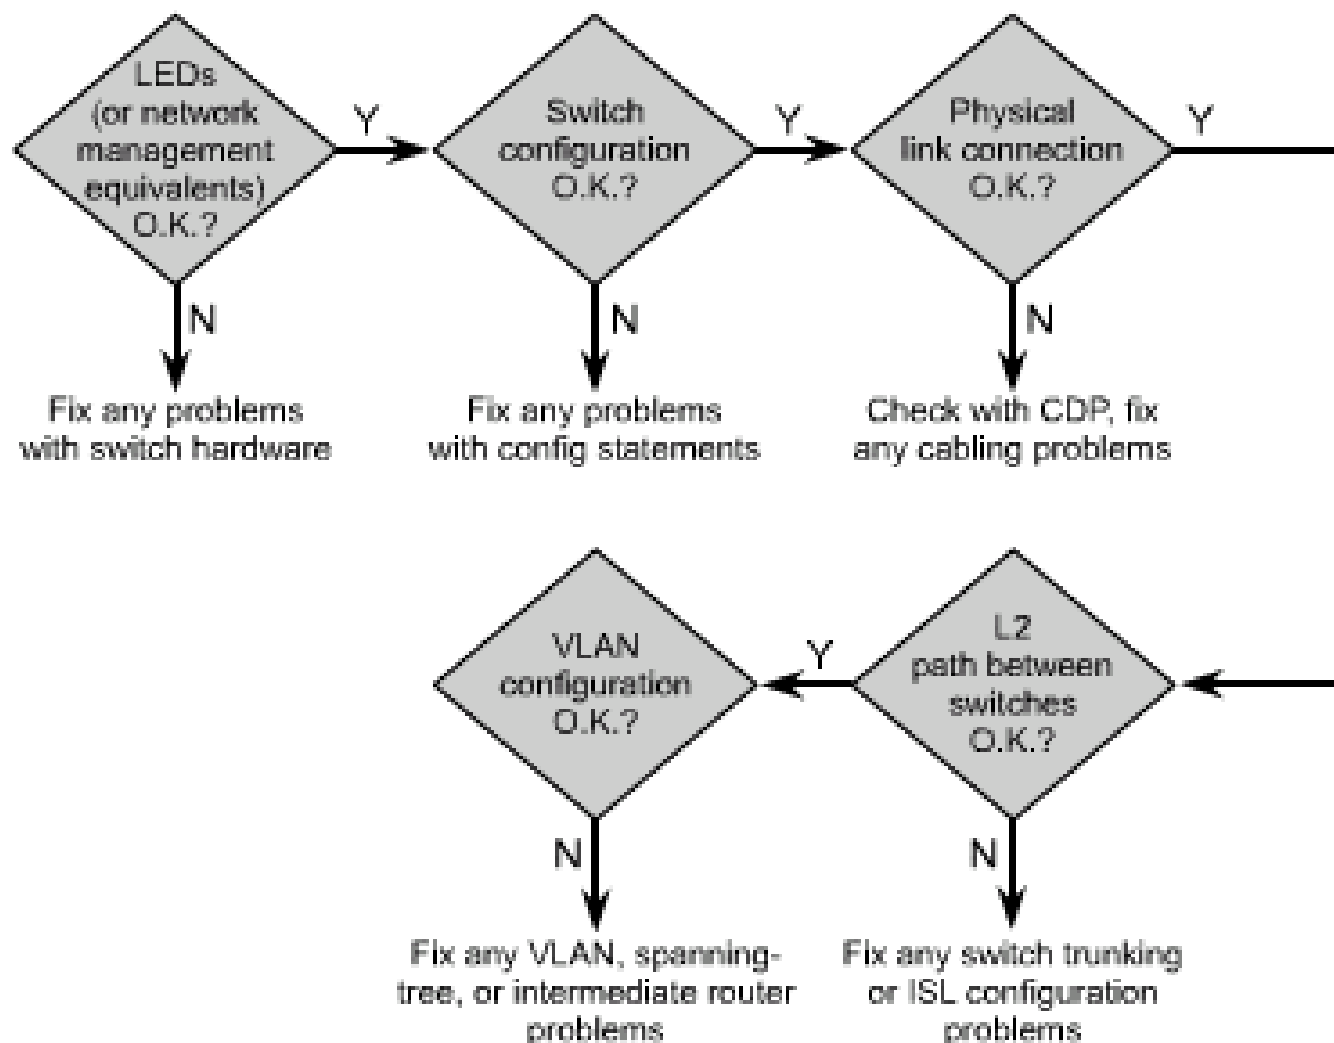 LEDs
(or network
management
equivalents)
O.K.?
Y
N
Fix any problems
with switch hardware
Switch
configuration
O.K.?
Y
N
Fix any problems
with config statements
Physical
link connection
O.K.?
Y
N
Check with CDP, fix
any cabling problems
L2
path between
switches
O.K.?
Y
N
Fix any switch trunking
or ISL configuration
problems
VLAN
configuration
O.K.?
N
Fix any VLAN, spanning-
tree, or intermediate router
problems